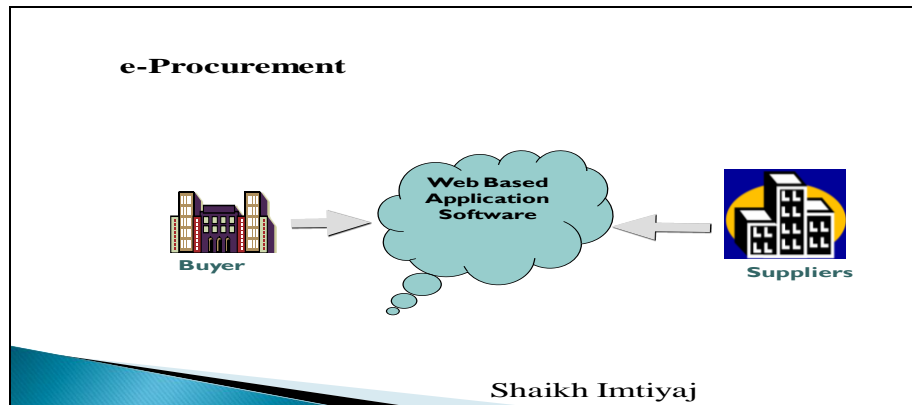 e-Procurement
Web Based
Application
Software
Buyer
Suppliers
Shaikh Imtiyaj